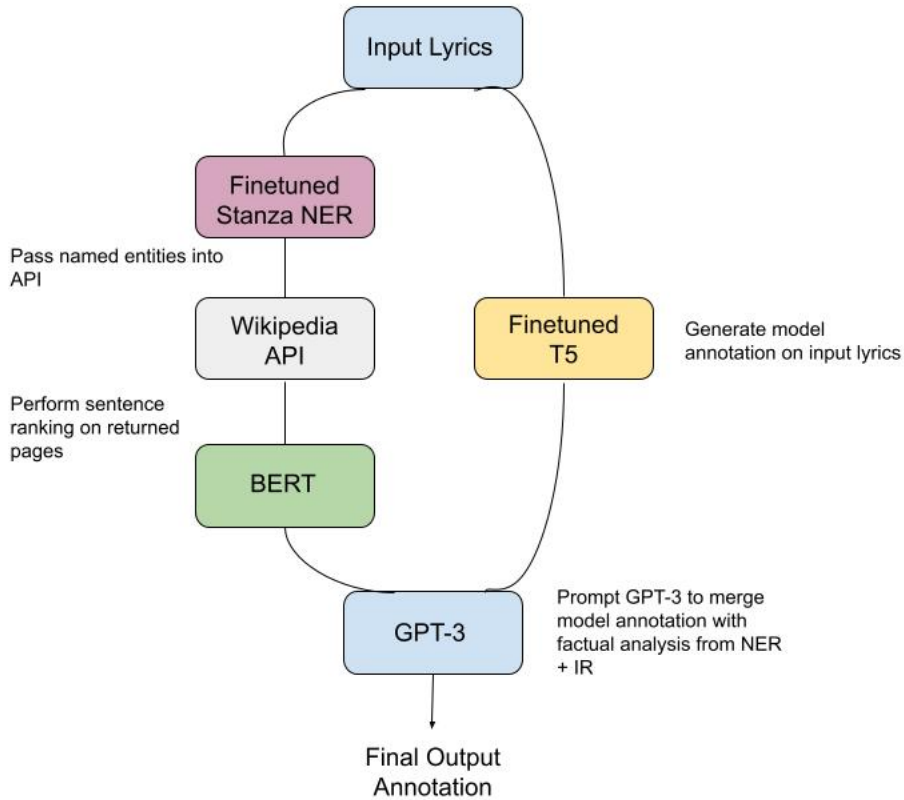 Input Lyrics
Finetuned
Stanza NER
Pass named entities into
API
Wikipedia
API
Finetuned
T5
Generate model
annotation on input lyrics
Perform sentence
ranking on returned
pages
BERT
GPT-3
Prompt GPT-3 to merge
model annotation with
factual analysis from NER
+ IR
Final Output
Annotation